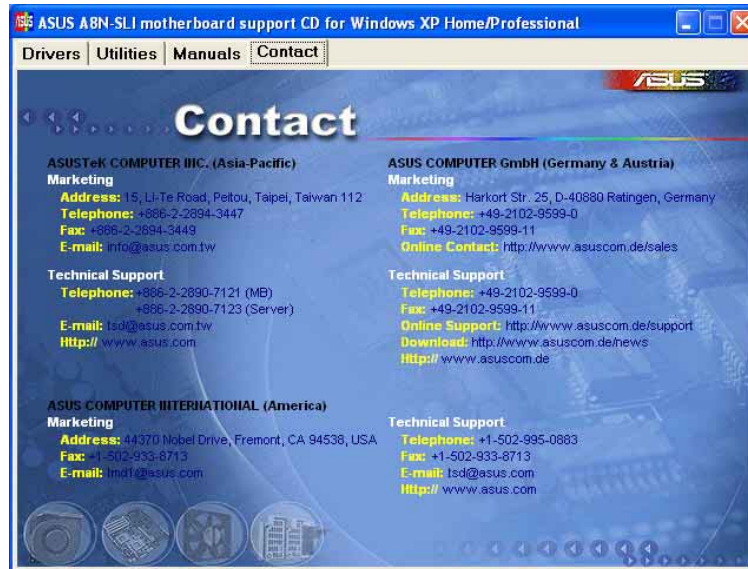 ASUS A8N-SLI motherboard support CD for Windows XP Home/Professional
Drivers Utilities Manuals Contact
ASUS
Contact
ASUSTeK COMPUTER INC. (Asia-Pacific)
Marketing
Address: 15, Li-Te Road, Peitou, Taipei, Taiwan 112
Telephone: +886-2-2894-3447
Fax: +886-2-2894-3449
E-mail: info@asus.com.tw
Technical Support
Telephone: +886-2-2890-7121 (MB)
+886-2-2890-7123 (Server)
E-mail: tsd@asus.com.tw
Http:// www.asus.com
ASUS COMPUTER GmbH (Germany & Austria)
Marketing
Address: Harkort Str. 25, D-40880 Ratingen, Germany
Telephone: +49-2102-9599-0
Fax: +49-2102-9599-11
Online Contact: http://www.asuscom.de/sales
Technical Support
Telephone: +49-2102-9599-0
Fax: +49-2102-9599-11
Online Support: http://www.asuscom.de/support
Download: http://www.asuscom.de/news
Http:// www.asuscom.de
ASUS COMPUTER INTERNATIONAL (America)
Marketing
Address: 44370 Nobel Drive, Fremont, CA 94538, USA
Fax: +1-502-933-8713
E-mail: lmd1@asus.com
Technical Support
Telephone: +1-502-995-0883
Fax: +1-502-933-8713
E-mail: tsd@asus.com
Http:// www.asus.com